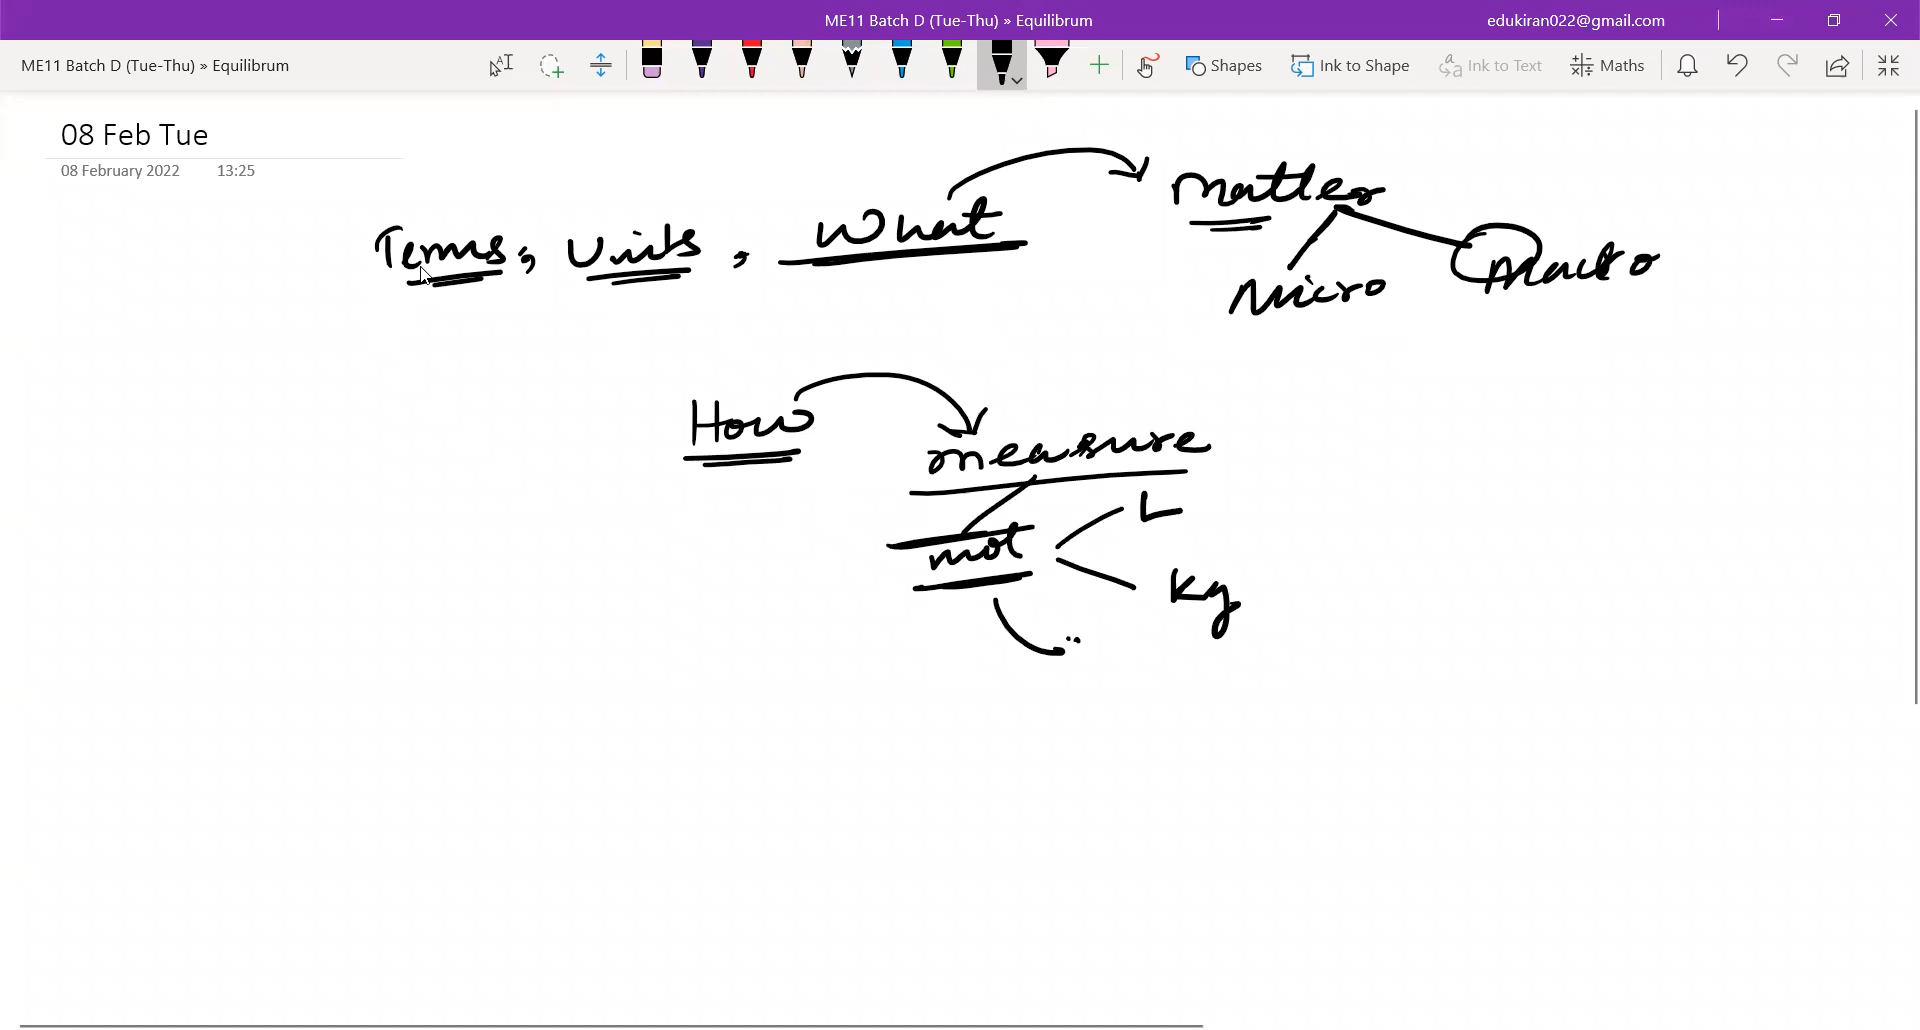 ME11 Batch D (Tue-Thu) » Equilibrum
edukiran022@gmail.com
ME11 Batch D (Tue-Thu) » Equilibrum
Shapes
Ink to Shape
Ink to Text
Maths
08 Feb Tue
08 February 2022 13:25
Terms, Units, What
Matter
Micro
Macro
How
measure
mol
L
Kg